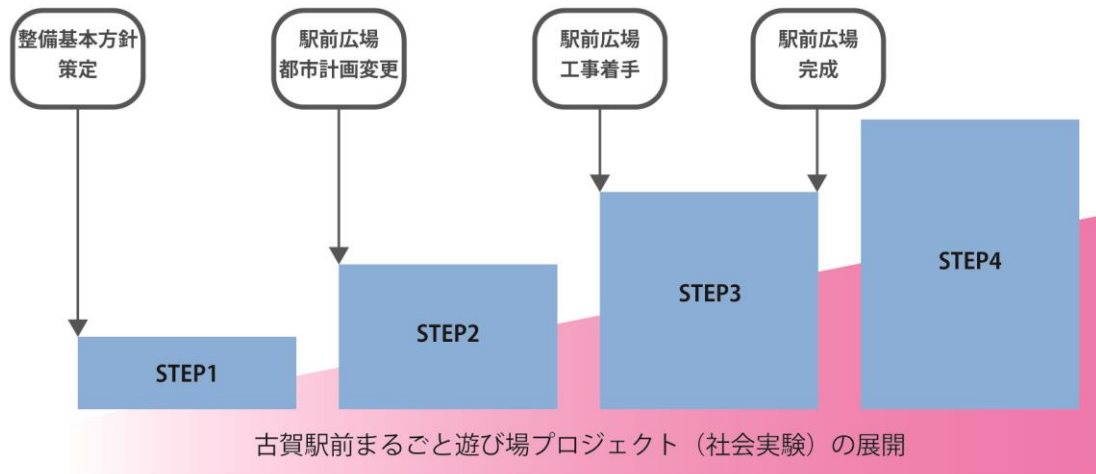 整備基本方針
策定
駅前広場
都市計画変更
駅前広場
工事着手
駅前広場
完成
STEP1
STEP2
STEP3
STEP4
古賀駅前まるごと遊び場プロジェクト（社会実験）の展開